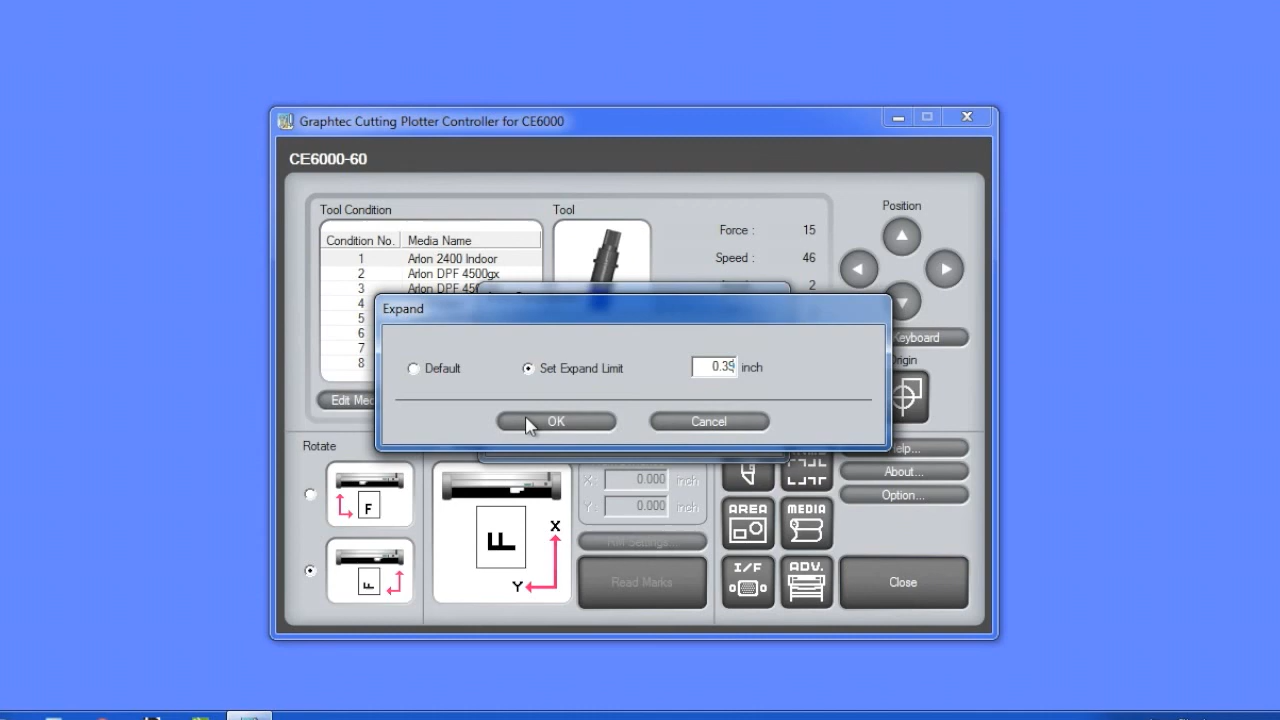 Graphtec Cutting Plotter Controller for CE6000
CE6000-60
Tool Condition
Condition No. Media Name
1 Arlon 2400 Indoor
2 Arlon DPF 4500gx
3 Arlon DPF
4
5
6
7
8
Tool
Force : 15
Speed : 46
2
Position
Keyboard
Origin
Expand
Default
Set Expand Limit
0.39 inch
OK
Cancel
Edit
Rotate
F
F
F
X
Y
X : 0.000 inch
Y : 0.000 inch
Read Marks
AREA
MEDIA
I/F
ADV.
Help...
About...
Option...
Close